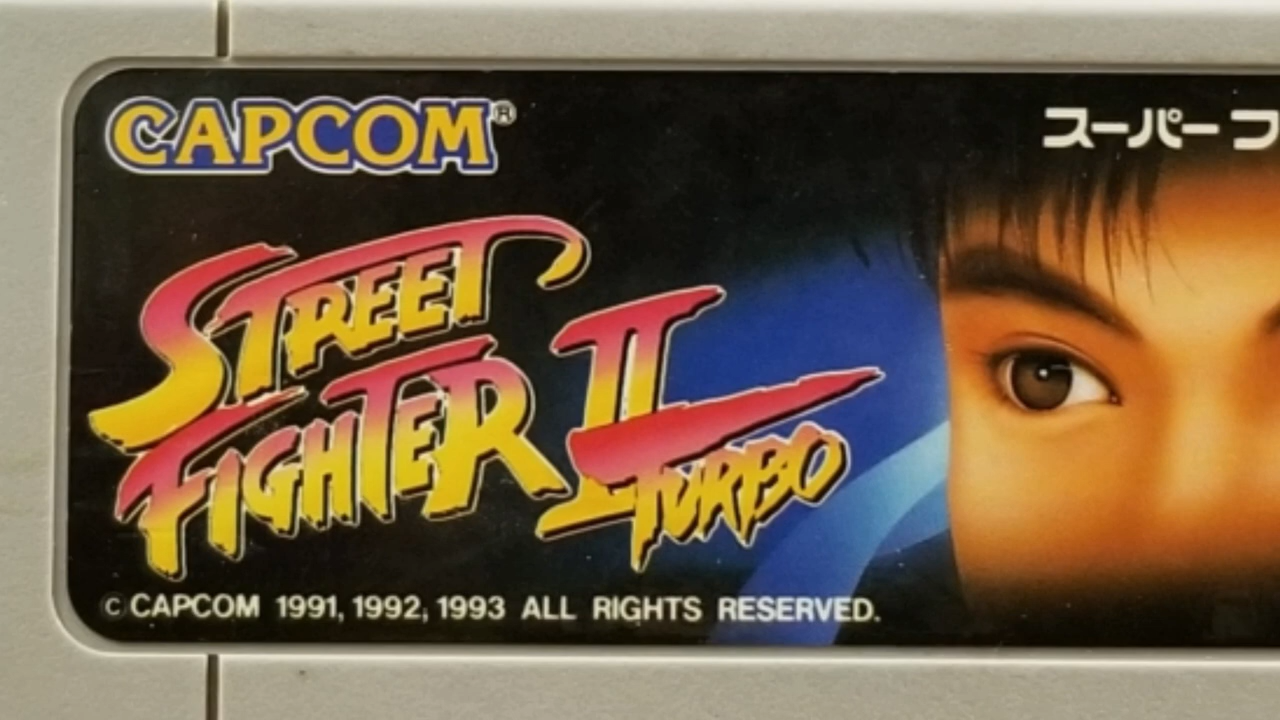 CAPCOM®
スーパー フ
STREET
FIGHTER II
TURBO
© CAPCOM 1991, 1992, 1993 ALL RIGHTS RESERVED.